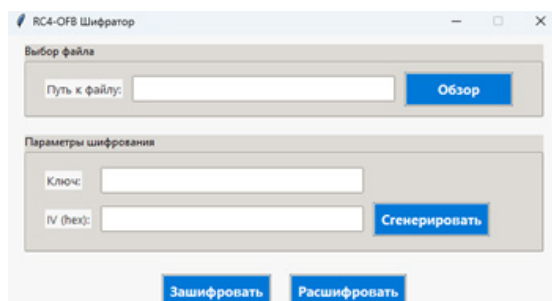 RC4-OFB Шифратор
Выбор файла
Путь к файлу: Обзор
Параметры шифрования
Ключ:
IV (hex): Сгенерировать
Зашифровать Расшифровать